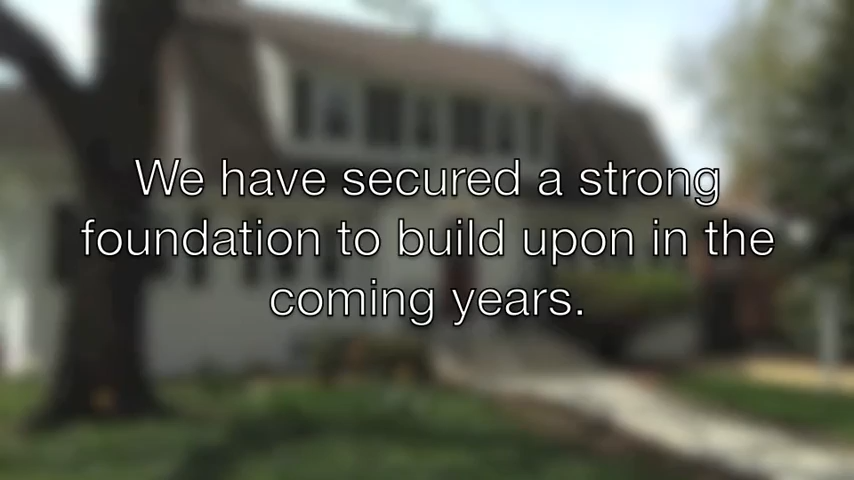 We have secured a strong
foundation to build upon in the
coming years.